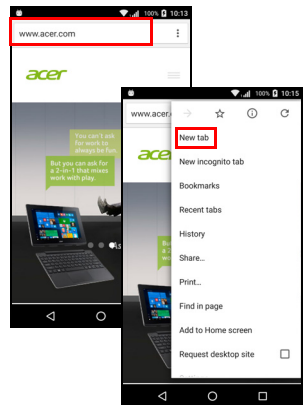 100% 10:13
www.acer.com
acer
You can't ask
for work to
always be fun
But you can ask for
a 2-in-1 that mixes
work with play.
100% 10:15
www.acer.
acer
New tab
New incognito tab
Bookmarks
Recent tabs
History
Share...
Print...
Find in page
Add to Home screen
Request desktop site